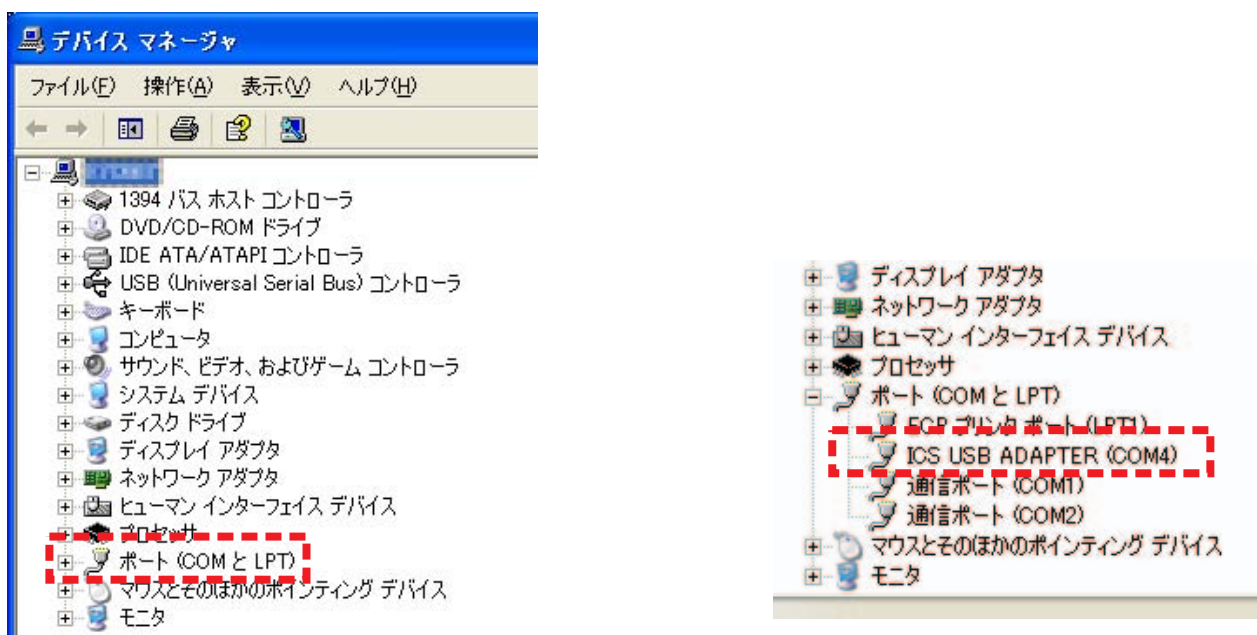 デバイス マネージャ
ファイル(F) 操作(A) 表示(V) ヘルプ(H)
1394 バス ホスト コントローラ
DVD/CD-ROM ドライブ
IDE ATA/ATAPI コントローラ
USB (Universal Serial Bus) コントローラ
キーボード
コンピュータ
サウンド、ビデオ、およびゲーム コントローラ
システム デバイス
ディスク ドライブ
ディスプレイ アダプタ
ネットワーク アダプタ
ヒューマン インターフェイス デバイス
プロセッサ
ポート (COM と LPT)
マウスとそのほかのポインティング デバイス
モニタ
ディスプレイ アダプタ
ネットワーク アダプタ
ヒューマン インターフェイス デバイス
プロセッサ
ポート (COM と LPT)
ECP プリンタ ポート (LPT1)
ICS USB ADAPTER (COM4)
通信ポート (COM1)
通信ポート (COM2)
マウスとそのほかのポインティング デバイス
モニタ